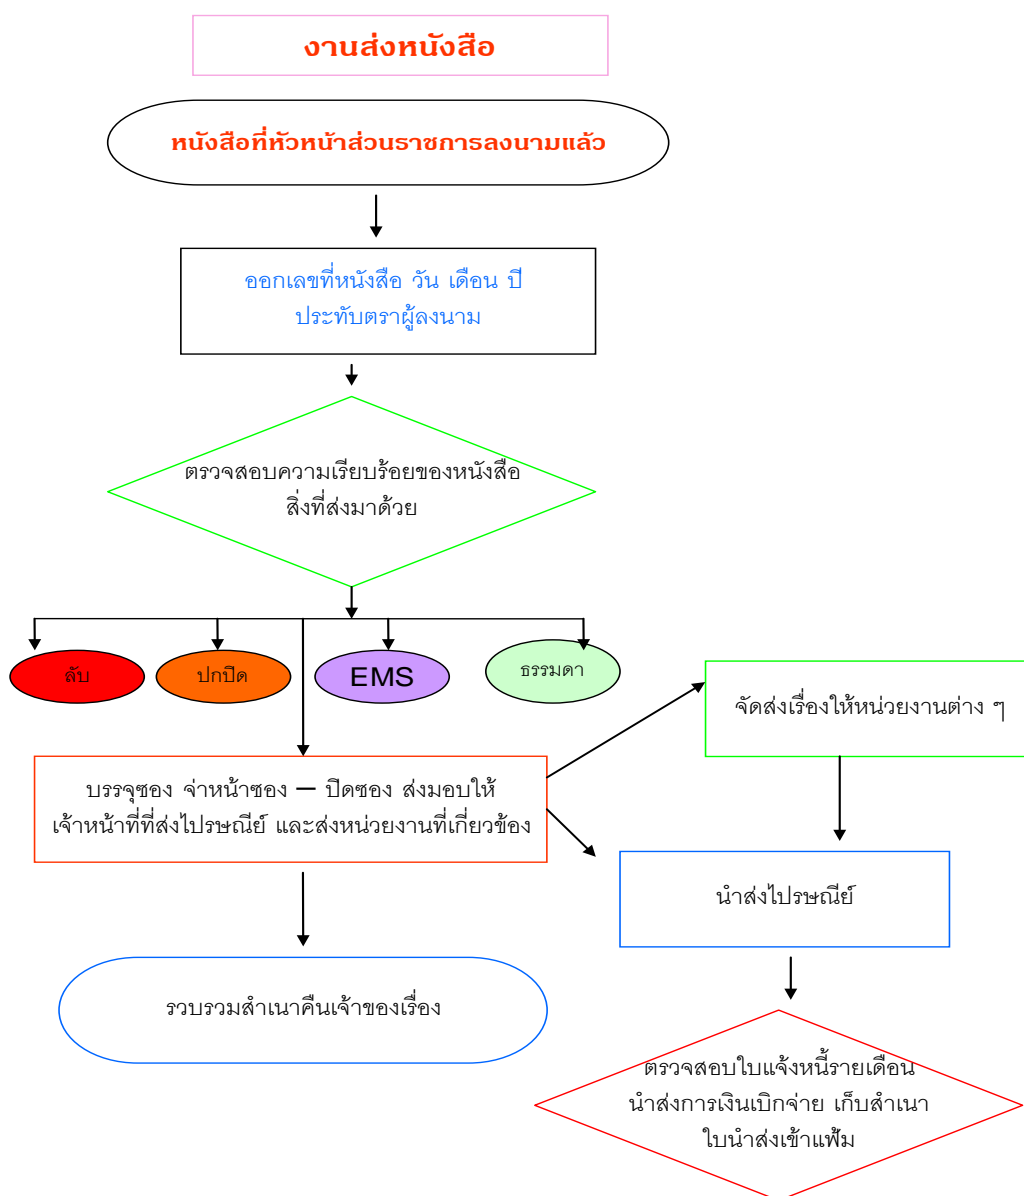 งานส่งหนังสือ
หนังสือที่หัวหน้าส่วนราชการลงนามแล้ว
ออกเลขที่หนังสือ วัน เดือน ปี
ประทับตราผู้ลงนาม
ตรวจสอบความเรียบร้อยของหนังสือ
สิ่งที่ส่งมาด้วย
ลับ
ปกปิด
EMS
ธรรมดา
จัดส่งเรื่องให้หน่วยงานต่าง ๆ
บรรจุซอง จ่าหน้าซอง – ปิดซอง ส่งมอบให้
เจ้าหน้าที่ที่ส่งไปรษณีย์ และส่งหน่วยงานที่เกี่ยวข้อง
นำส่งไปรษณีย์
รวบรวมสำเนาคืนเจ้าของเรื่อง
ตรวจสอบใบแจ้งหนี้รายเดือน
นำส่งการเงินเบิกจ่าย เก็บสำเนา
ใบนำส่งเข้าแฟ้ม